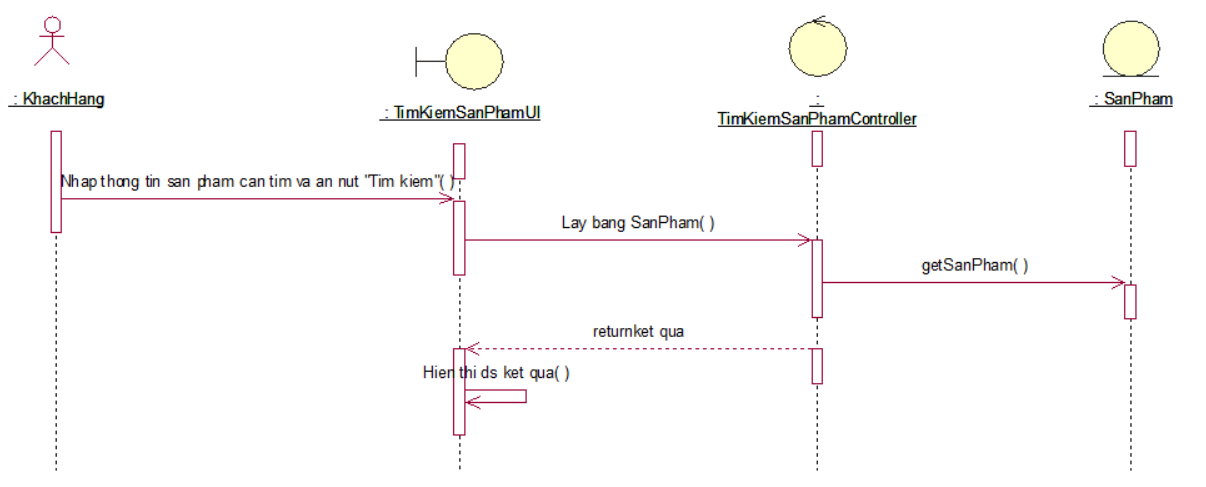 : KhachHang
: TimKiemSanPhamUI
:
TimKiemSanPhamController
: SanPham
Nhap thong tin san pham can tim va an nut "Tim kiem"( )
Lay bang SanPham( )
getSanPham( )
returnket qua
Hien thi ds ket qua( )